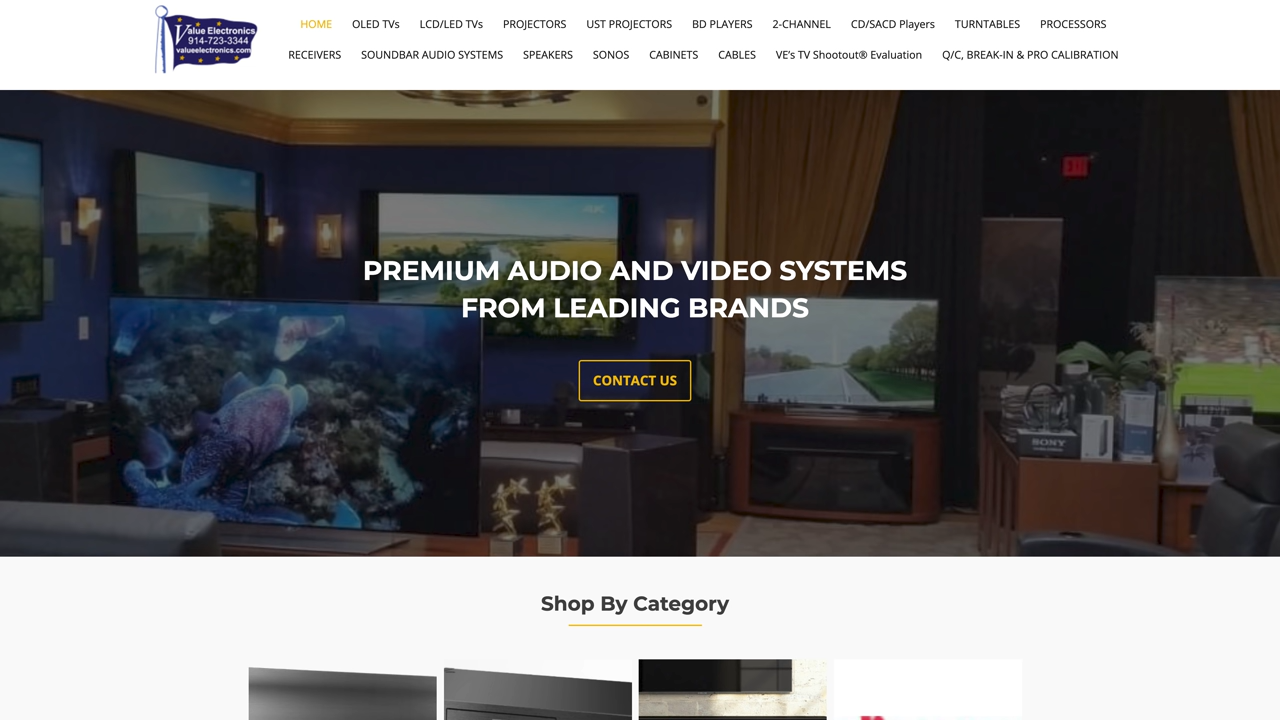 Value Electronics
914-723-3344
valueelectronics.com
HOME OLED TVs LCD/LED TVs PROJECTORS UST PROJECTORS BD PLAYERS 2-CHANNEL CD/SACD Players TURNTABLES PROCESSORS
RECEIVERS SOUNDBAR AUDIO SYSTEMS SPEAKERS SONOS CABINETS CABLES VE's TV Shootout® Evaluation Q/C, BREAK-IN & PRO CALIBRATION
EXIT
PREMIUM AUDIO AND VIDEO SYSTEMS
FROM LEADING BRANDS
CONTACT US
SONY
Shop By Category